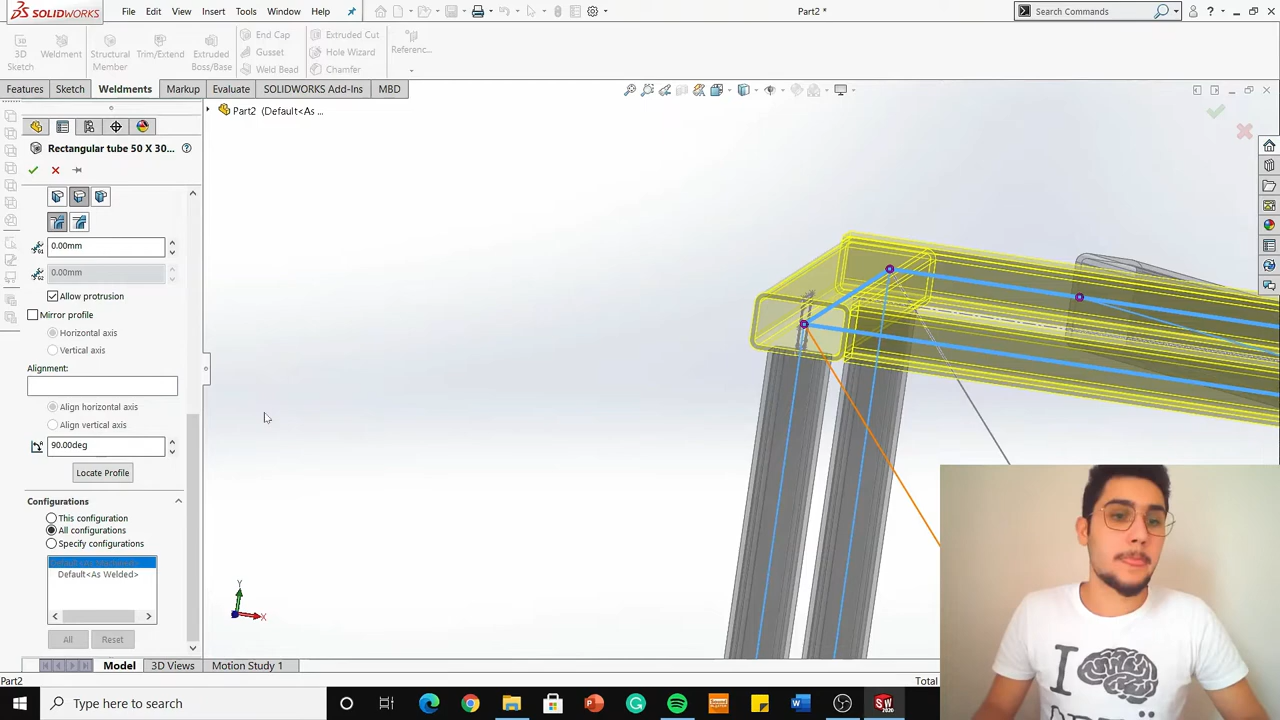 SOLIDWORKS File Edit View Insert Tools Window Help Part2 * Search Commands
3D Sketch Weldment Structural Member Trim/Extend Extruded Boss/Base End Cap Gusset Weld Bead Extruded Cut Hole Wizard Chamfer Referenc...
Features Sketch Weldments Markup Evaluate SOLIDWORKS Add-Ins MBD
Part2 (Default<As ...
Rectangular tube 50 X 30...
0.00mm
0.00mm
Allow protrusion
Mirror profile
Horizontal axis
Vertical axis
Alignment:
Align horizontal axis
Align vertical axis
90.00deg
Locate Profile
Configurations
This configuration
All configurations
Specify configurations
Default<As Welded>
All Reset
Y
X
Model 3D Views Motion Study 1
Part2 Total
Type here to search
I